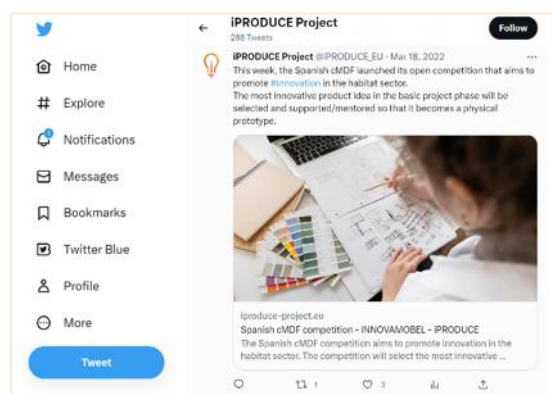 iPRODUCE Project
288 Tweets
Follow
Home
Explore
Notifications
Messages
Bookmarks
Twitter Blue
Profile
More
Tweet
iPRODUCE Project @iPRODUCE_EU · Mar 18, 2022
This week, the Spanish cMDF launched its open competition that aims to
promote #innovation in the habitat sector.
The most innovative product idea in the basic project phase will be
selected and supported/mentored so that it becomes a physical
prototype.
iproduce-project.eu
Spanish cMDF competition - INNOVAMOBEL - iPRODUCE
The Spanish cMDF competition aims to promote innovation in the
habitat sector. The competition will select the most innovative ...
1
3